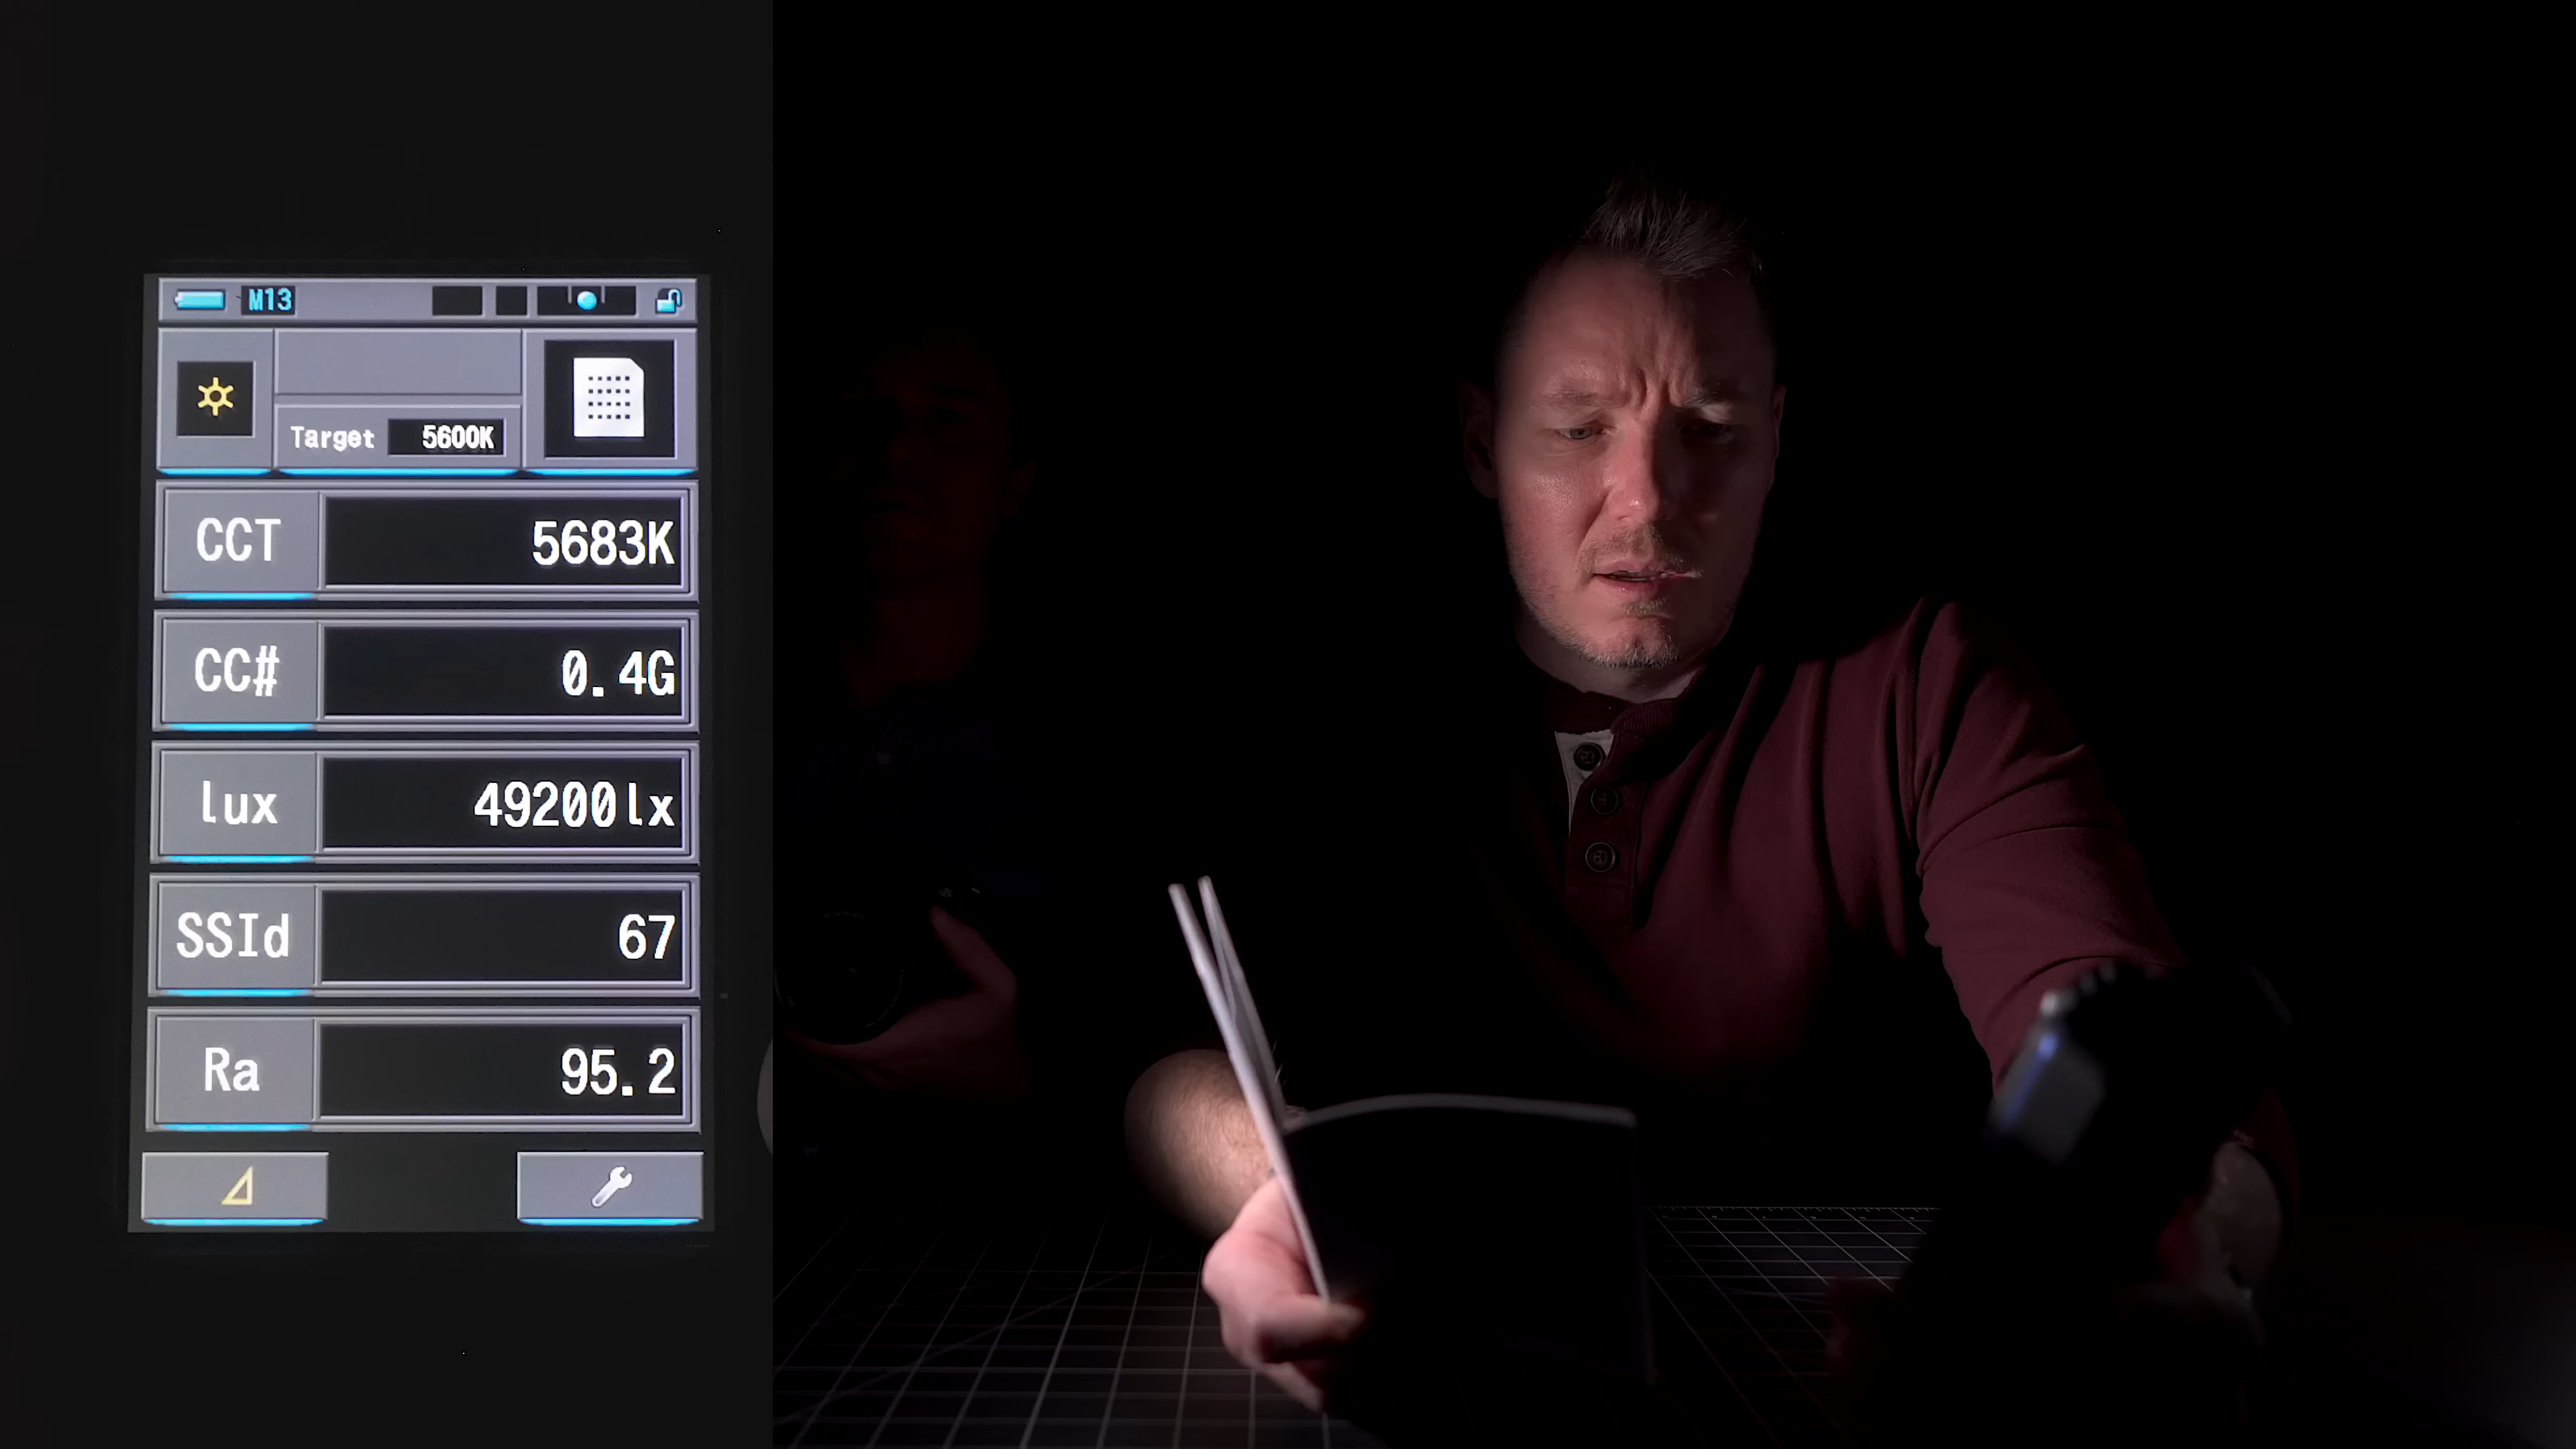 M13
Target 5600K
CCT 5683K
CC# 0.4G
lux 49200lx
SSId 67
Ra 95.2